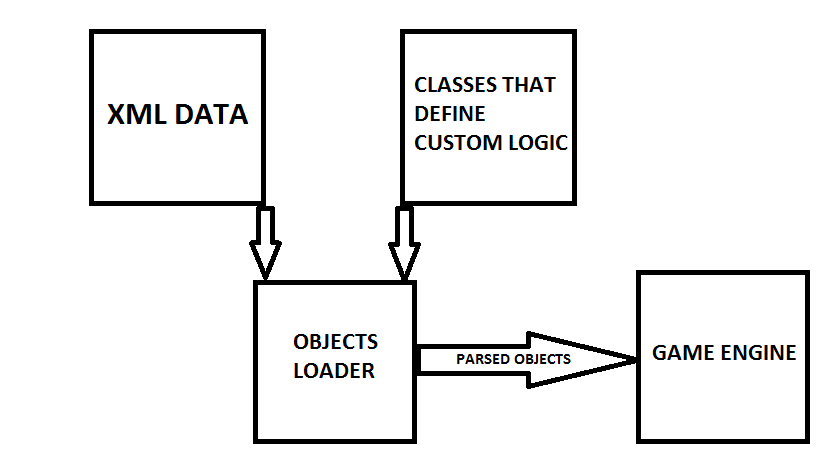 XML DATA
CLASSES THAT
DEFINE
CUSTOM LOGIC
OBJECTS
LOADER
PARSED OBJECTS
GAME ENGINE